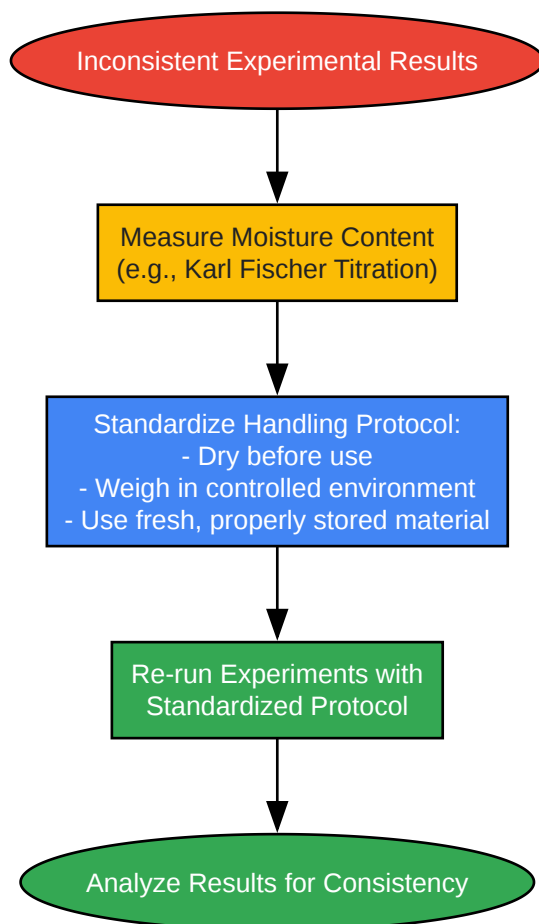 Inconsistent Experimental Results
Measure Moisture Content
(e.g., Karl Fischer Titration)
Standardize Handling Protocol:
- Dry before use
- Weigh in controlled environment
- Use fresh, properly stored material
Re-run Experiments with
Standardized Protocol
Analyze Results for Consistency